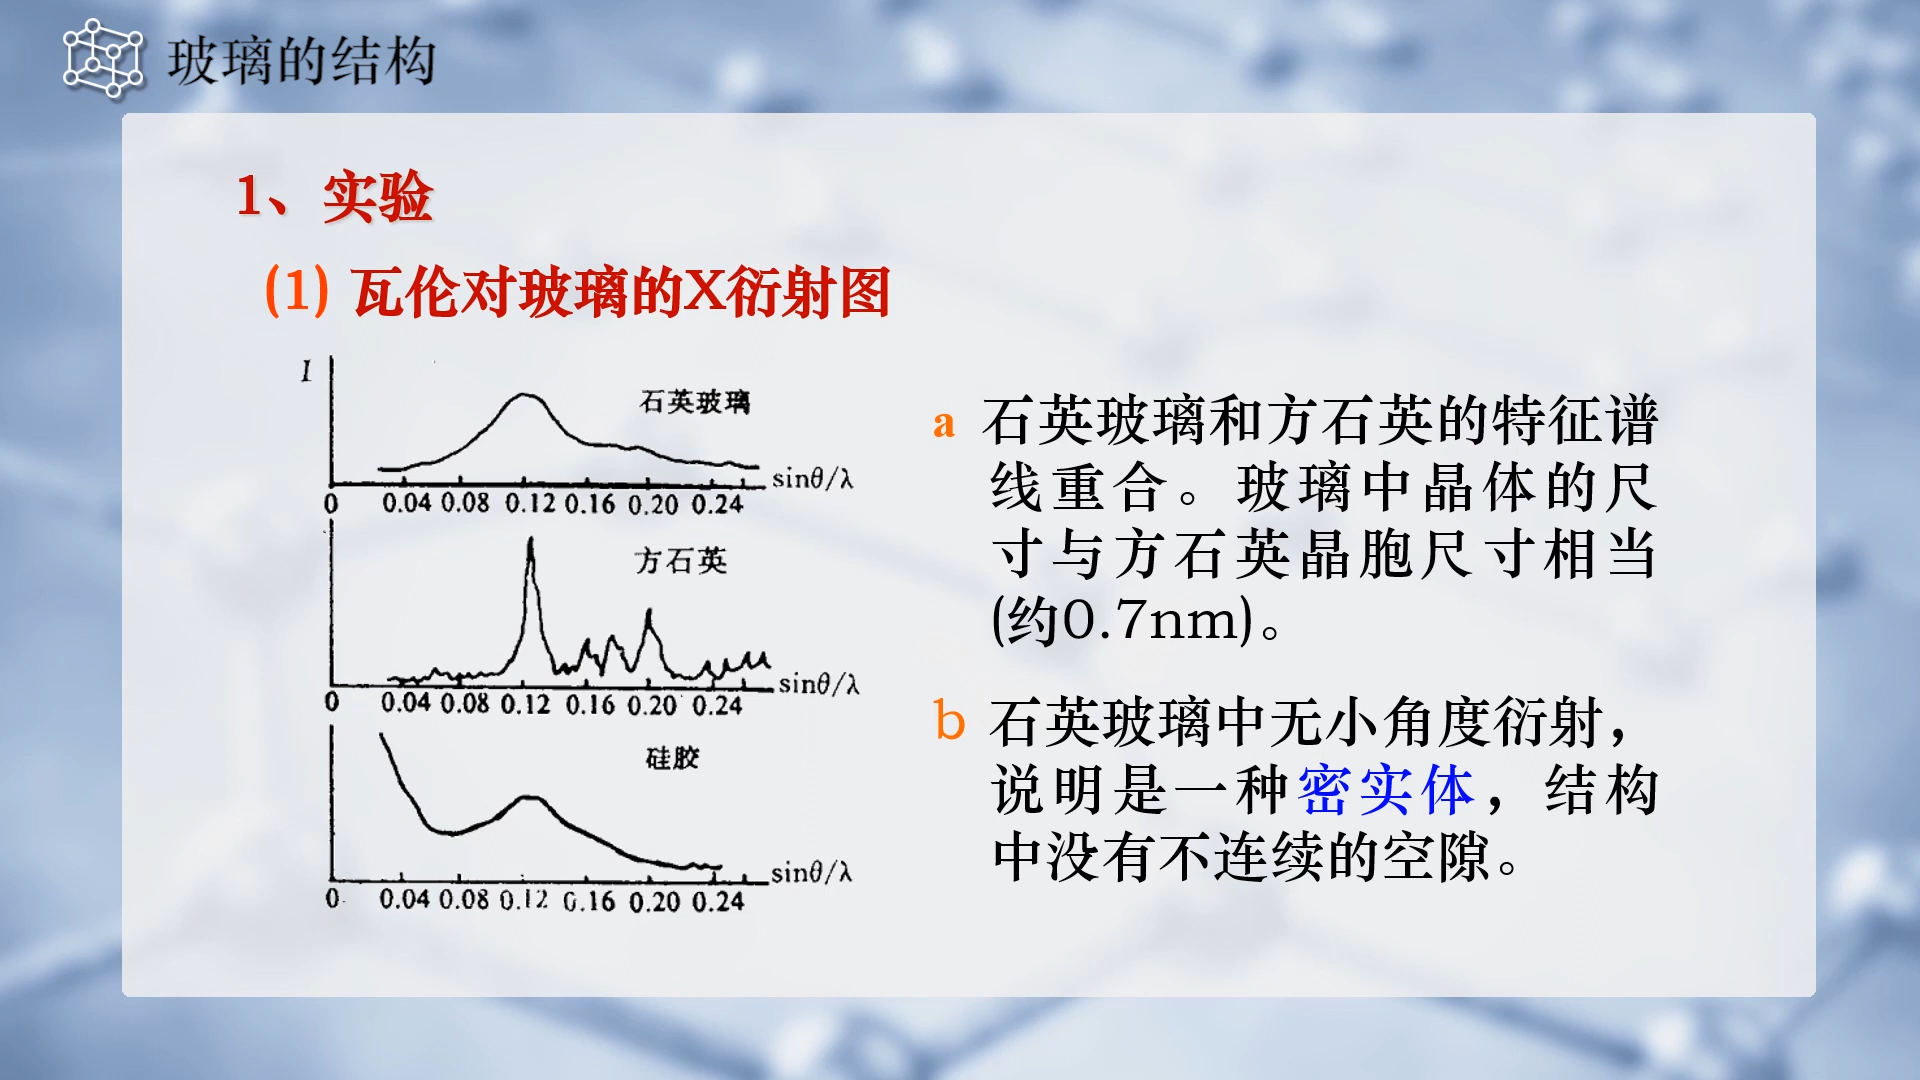 玻璃的结构
1、实验
(1) 瓦伦对玻璃的X衍射图
I
石英玻璃
sinθ/λ
0 0.04 0.08 0.12 0.16 0.20 0.24
方石英
sinθ/λ
0 0.04 0.08 0.12 0.16 0.20 0.24
硅胶
sinθ/λ
0 0.04 0.08 0.12 0.16 0.20 0.24
a 石英玻璃和方石英的特征谱
线重合。玻璃中晶体的尺
寸与方石英晶胞尺寸相当
(约0.7nm)。
b 石英玻璃中无小角度衍射，
说明是一种密实体，结构
中没有不连续的空隙。